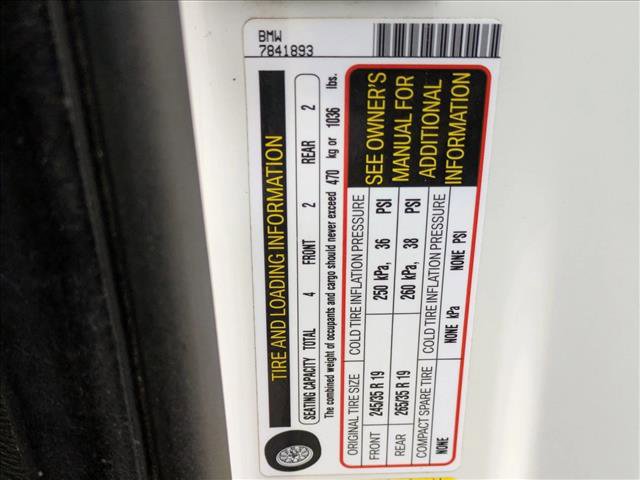 BMW
7841893
TIRE AND LOADING INFORMATION
SEATING CAPACITY TOTAL 4 FRONT 2 REAR 2
The combined weight of occupants and cargo should never exceed 470 kg or 1036 lbs.
ORIGINAL TIRE SIZE COLD TIRE INFLATION PRESSURE
FRONT 245/35 R 19 250 kPa, 36 PSI
REAR 265/35 R 19 260 kPa, 38 PSI
COMPACT SPARE TIRE COLD TIRE INFLATION PRESSURE
NONE NONE kPa NONE PSI
SEE OWNER'S
MANUAL FOR
ADDITIONAL
INFORMATION